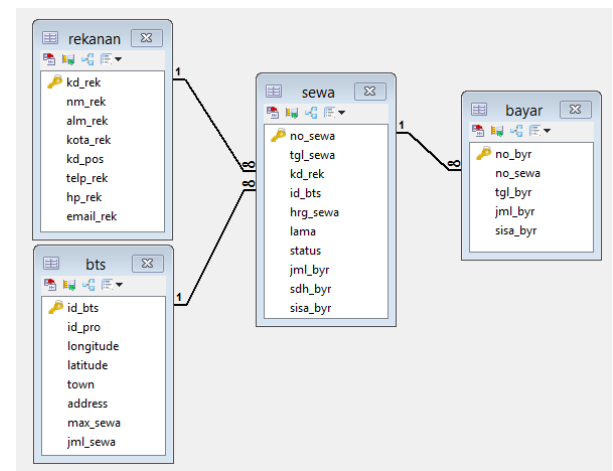 rekanan
kd_rek
nm_rek
alm_rek
kota_rek
kd_pos
telp_rek
hp_rek
email_rek
1
∞
sewa
no_sewa
tgl_sewa
kd_rek
id_bts
hrg_sewa
lama
status
jml_byr
sdh_byr
sisa_byr
1
∞
bayar
no_byr
no_sewa
tgl_byr
jml_byr
sisa_byr
bts
id_bts
id_pro
longitude
latitude
town
address
max_sewa
jml_sewa
1
∞